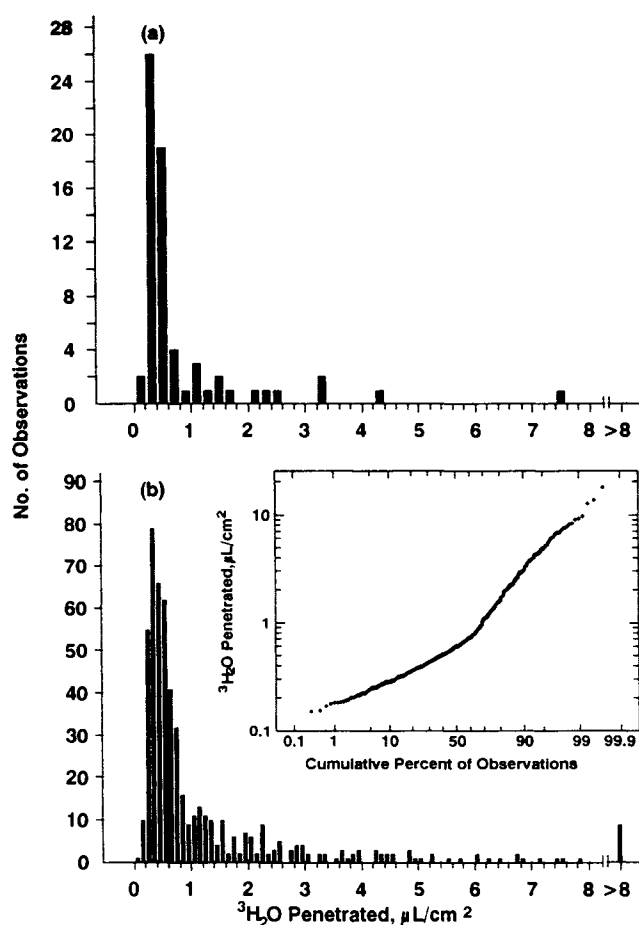 (a)
28
24
20
16
12
8
4
0
0 1 2 3 4 5 6 7 8 >8
No. of Observations
(b)
90
80
70
60
50
40
30
20
10
0
0 1 2 3 4 5 6 7 8 >8
³H₂O Penetrated, μL/cm ²
10
1
0.1
³H₂O Penetrated, μL/cm²
0.1 1 10 50 90 99 99.9
Cumulative Percent of Observations